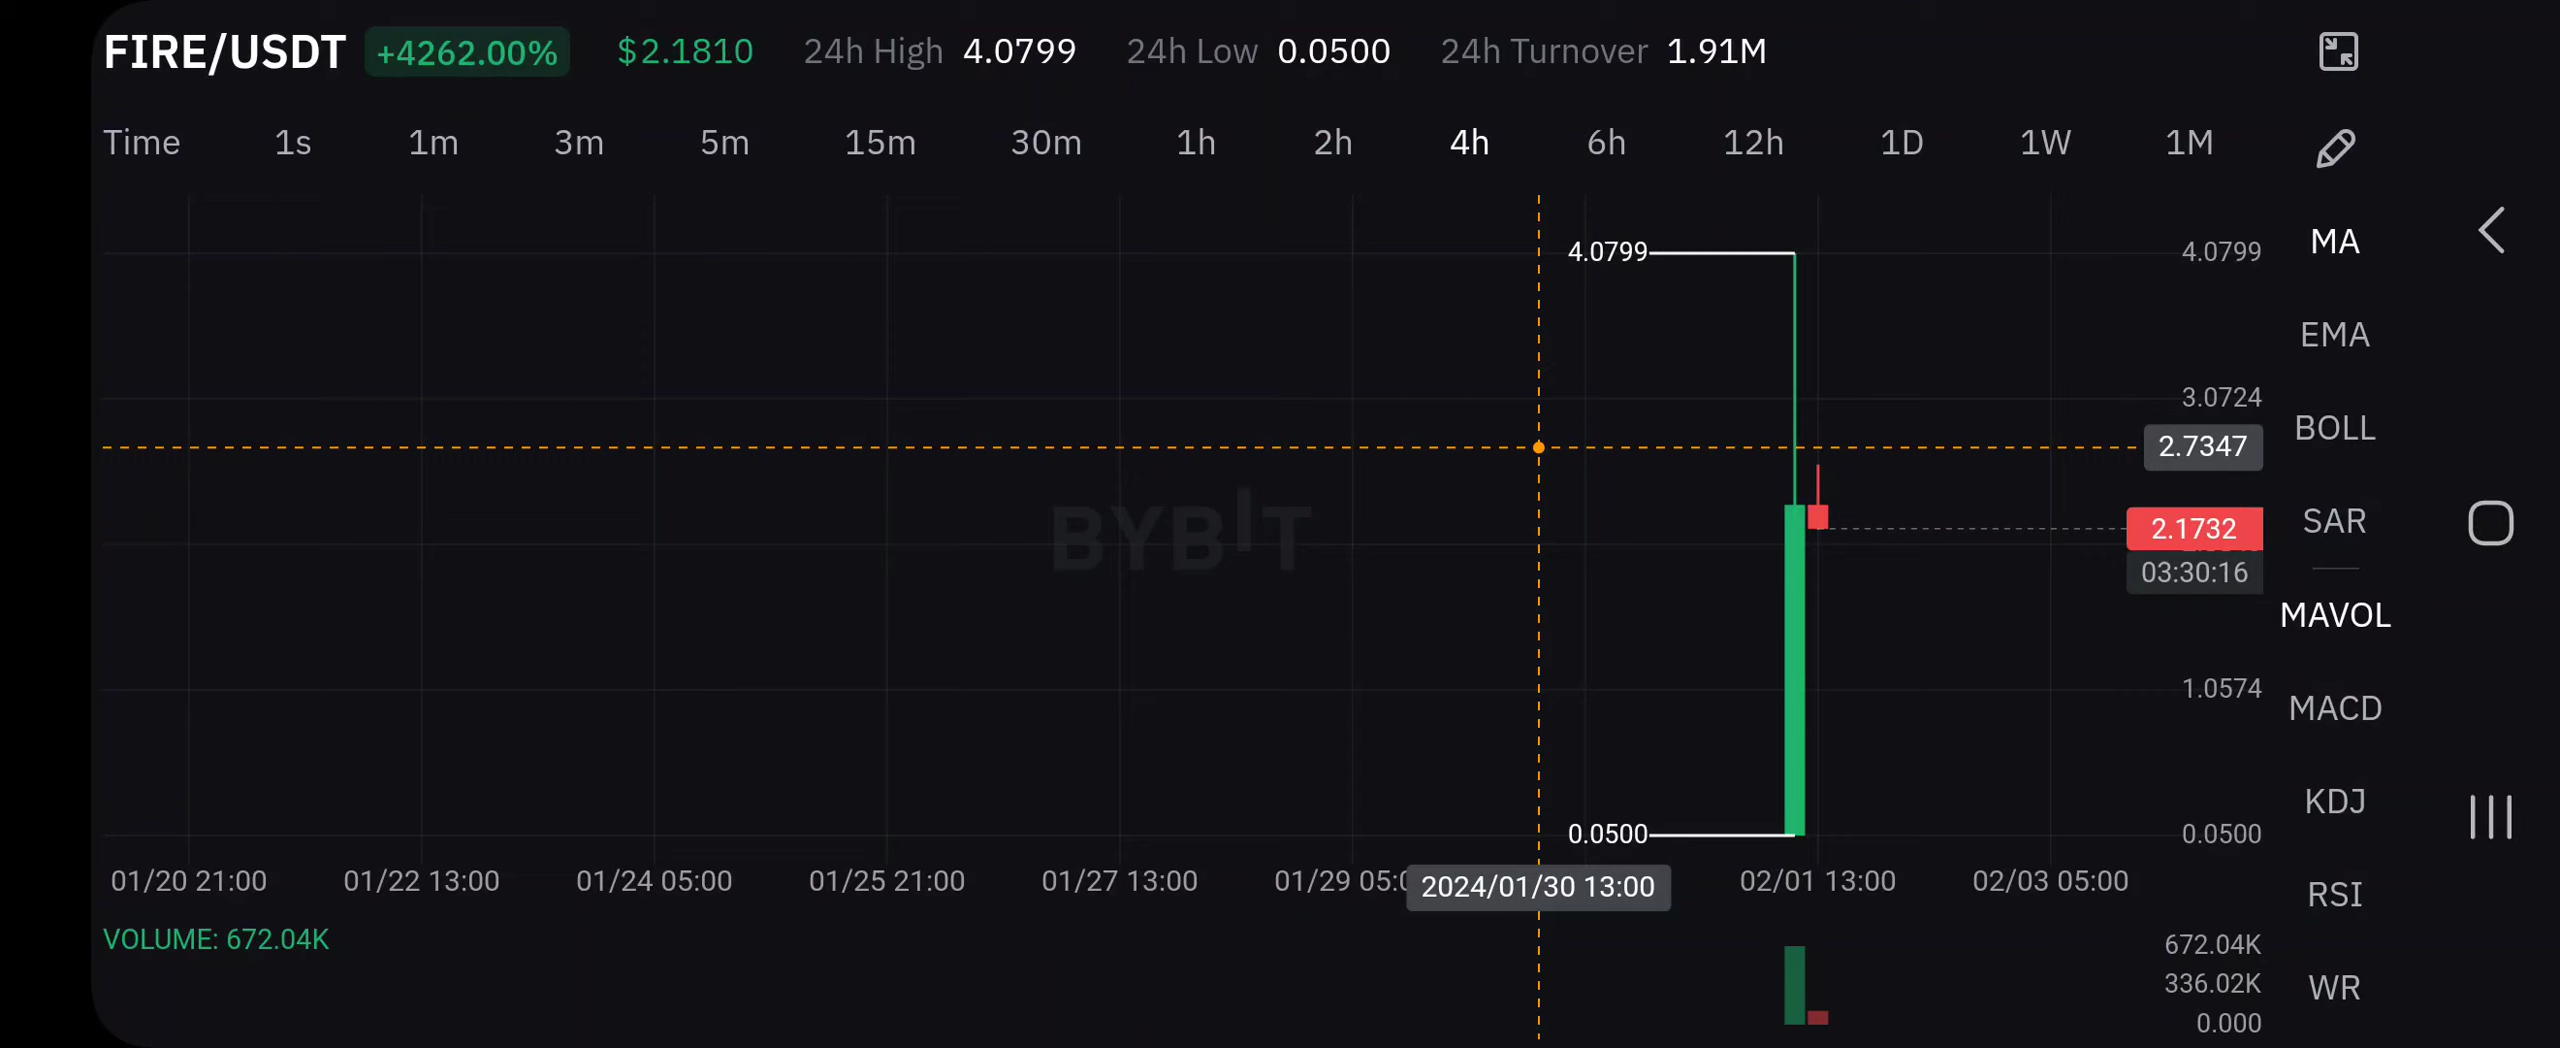 FIRE/USDT +4262.00% $2.1810 24h High 4.0799 24h Low 0.0500 24h Turnover 1.91M
Time 1s 1m 3m 5m 15m 30m 1h 2h 4h 6h 12h 1D 1W 1M
MA
4.0799 4.0799
EMA
3.0724
BOLL
2.7347
BYBIT
SAR
2.1732
03:30:16
MAVOL
1.0574
MACD
KDJ
0.0500 0.0500
01/20 21:00 01/22 13:00 01/24 05:00 01/25 21:00 01/27 13:00 01/29 05:0 2024/01/30 13:00 02/01 13:00 02/03 05:00
RSI
VOLUME: 672.04K
672.04K
336.02K
WR
0.000